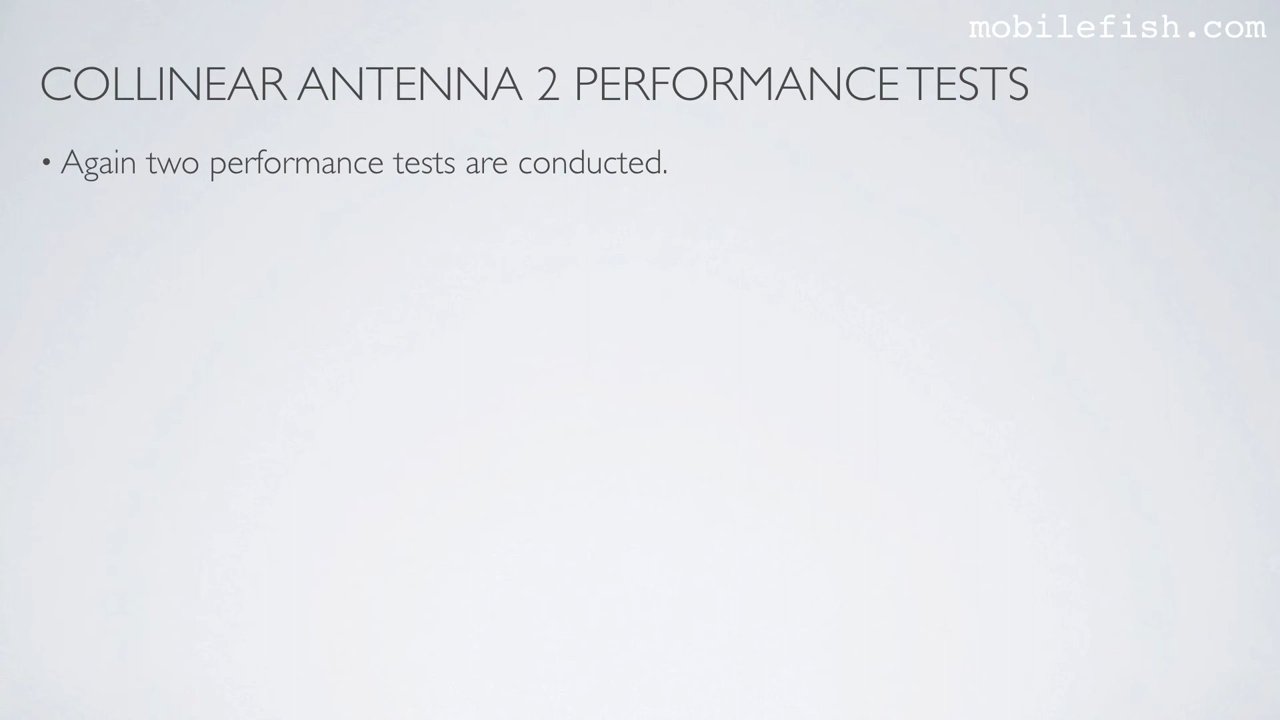 mobilefish.com
COLLINEAR ANTENNA 2 PERFORMANCE TESTS
• Again two performance tests are conducted.